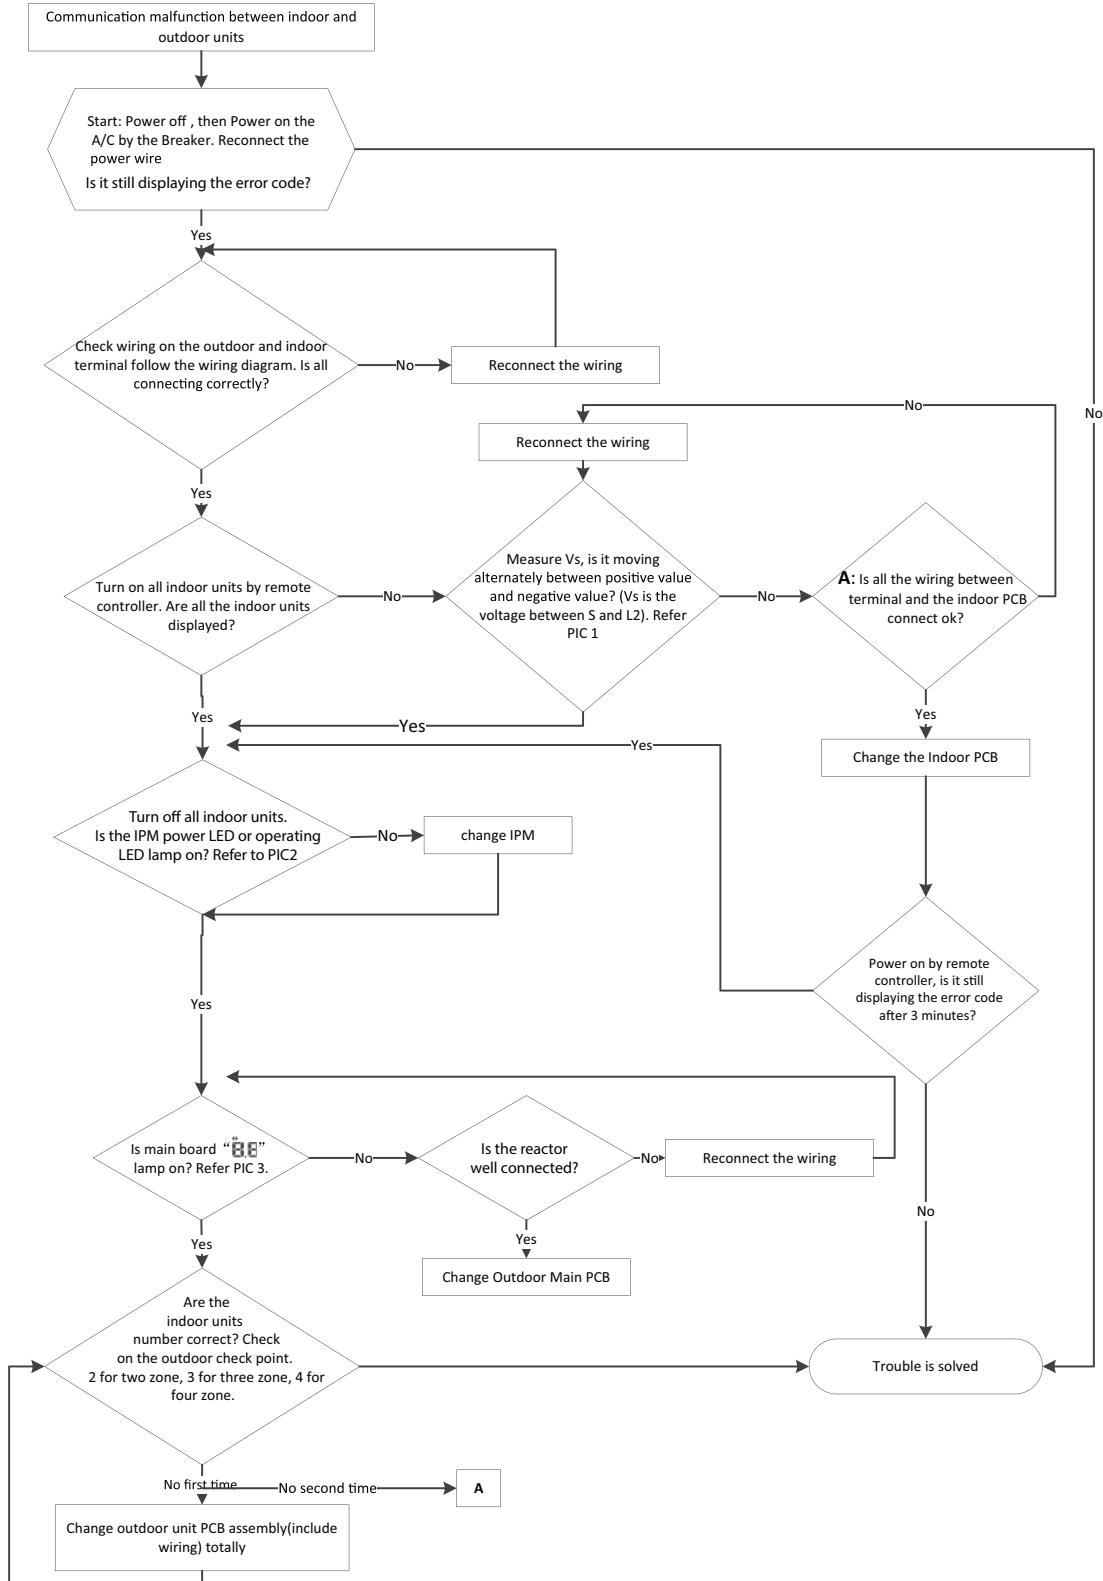 Communication malfunction between indoor and
outdoor units
Start: Power off , then Power on the
A/C by the Breaker. Reconnect the
power wire
Is it still displaying the error code?
Yes
No
Check wiring on the outdoor and indoor
terminal follow the wiring diagram. Is all
connecting correctly?
No
Reconnect the wiring
No
Reconnect the wiring
Yes
Turn on all indoor units by remote
controller. Are all the indoor units
displayed?
No
Measure Vs, is it moving
alternately between positive value
and negative value? (Vs is the
voltage between S and L2). Refer
PIC 1
No
A: Is all the wiring between
terminal and the indoor PCB
connect ok?
Yes
Yes
Yes
Yes
Change the Indoor PCB
Turn off all indoor units.
Is the IPM power LED or operating
LED lamp on? Refer to PIC2
No
change IPM
Power on by remote
controller, is it still
displaying the error code
after 3 minutes?
Yes
Is main board “8.8”
lamp on? Refer PIC 3.
No
Is the reactor
well connected?
No
Reconnect the wiring
No
Yes
Yes
Change Outdoor Main PCB
Are the
indoor units
number correct? Check
on the outdoor check point.
2 for two zone, 3 for three zone, 4 for
four zone.
Trouble is solved
No first time
No second time
A
Change outdoor unit PCB assembly(include
wiring) totally